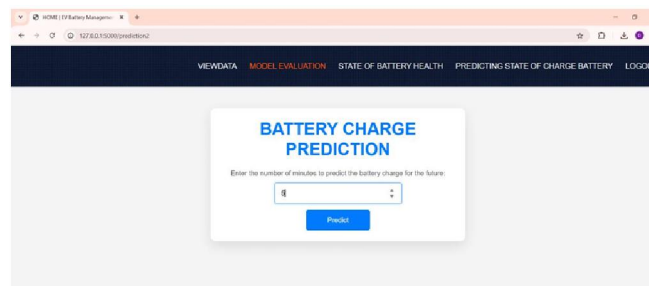 HOME | EV Battery Managemen
127.0.0.1:5000/prediction2
VIEWDATA MODEL EVALUATION STATE OF BATTERY HEALTH PREDICTING STATE OF CHARGE BATTERY LOGO
BATTERY CHARGE
PREDICTION
Enter the number of minutes to predict the battery charge for the future:
Predict